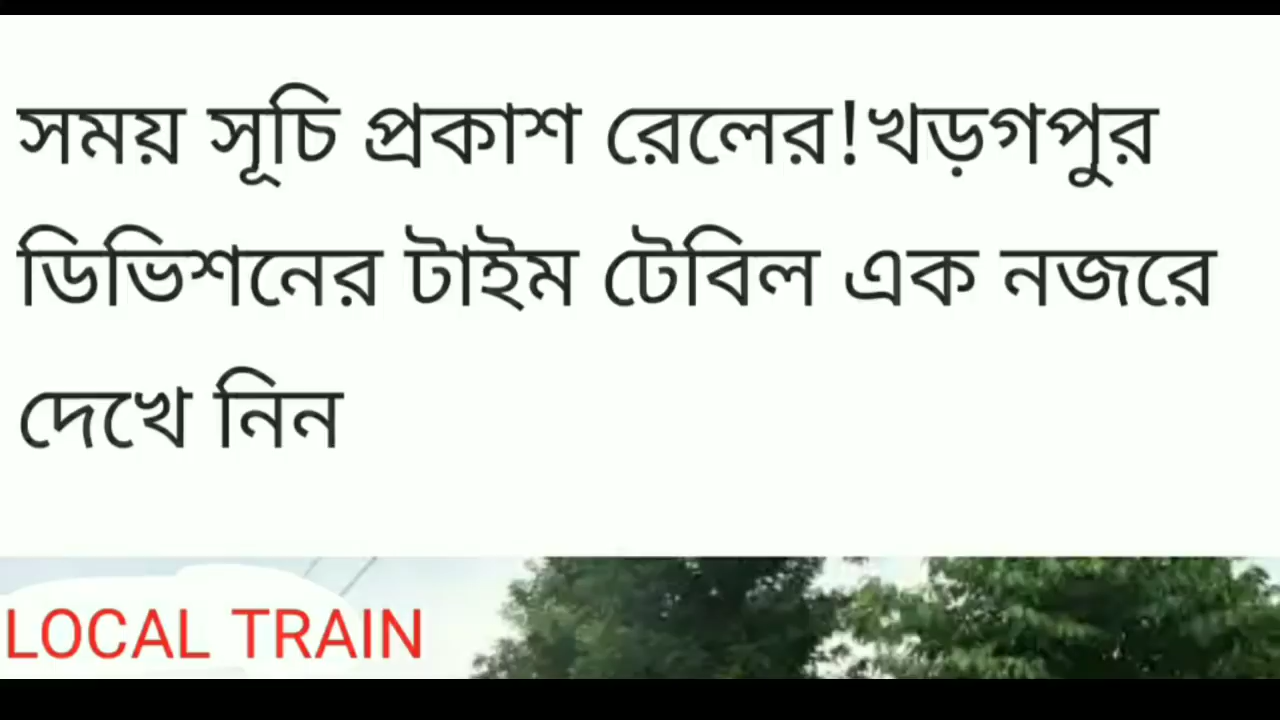 সময় সূচি প্রকাশ রেলের!খড়গপুর
ডিভিশনের টাইম টেবিল এক নজরে
দেখে নিন
LOCAL TRAIN